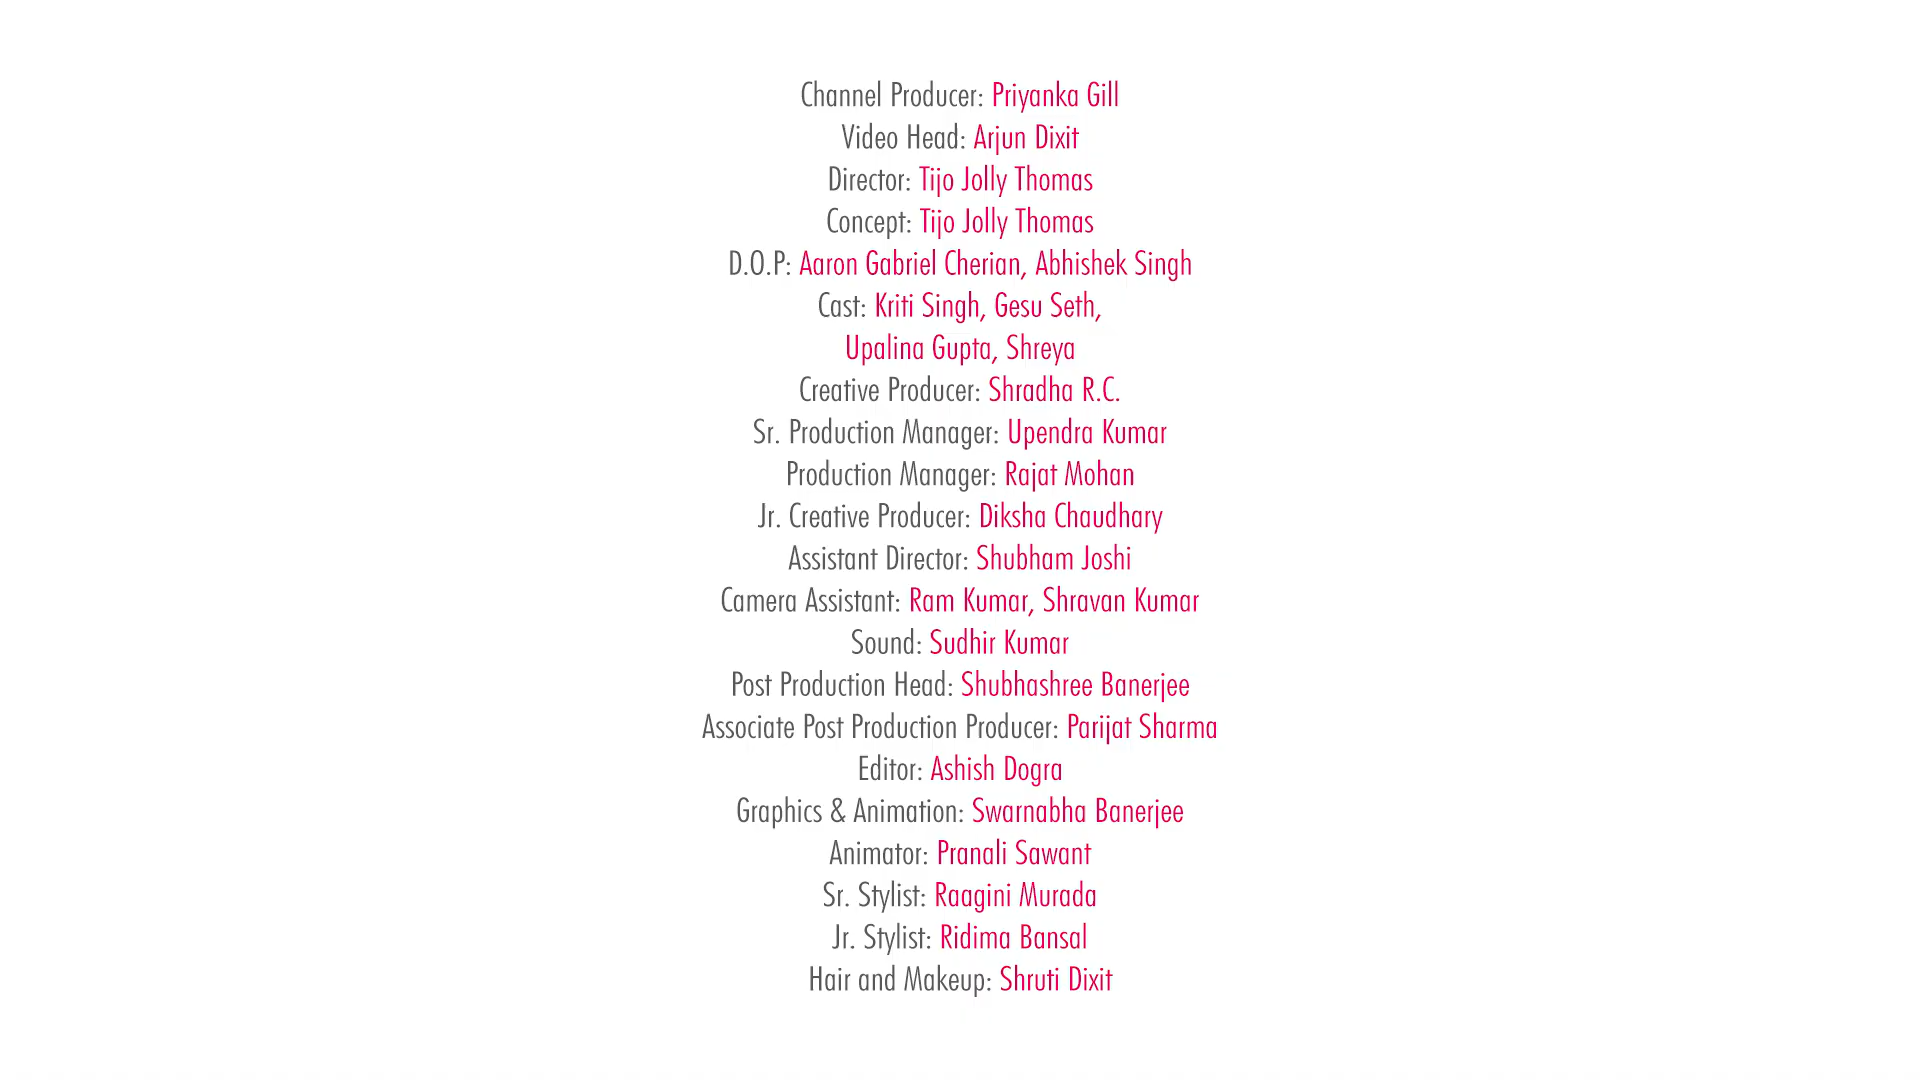 Channel Producer: Priyanka Gill
Video Head: Arjun Dixit
Director: Tijo Jolly Thomas
Concept: Tijo Jolly Thomas
D.O.P: Aaron Gabriel Cherian, Abhishek Singh
Cast: Kriti Singh, Gesu Seth,
Upalina Gupta, Shreya
Creative Producer: Shradha R.C.
Sr. Production Manager: Upendra Kumar
Production Manager: Rajat Mohan
Jr. Creative Producer: Diksha Chaudhary
Assistant Director: Shubham Joshi
Camera Assistant: Ram Kumar, Shravan Kumar
Sound: Sudhir Kumar
Post Production Head: Shubhashree Banerjee
Associate Post Production Producer: Parijat Sharma
Editor: Ashish Dogra
Graphics & Animation: Swarnabha Banerjee
Animator: Pranali Sawant
Sr. Stylist: Raagini Murada
Jr. Stylist: Ridima Bansal
Hair and Makeup: Shruti Dixit